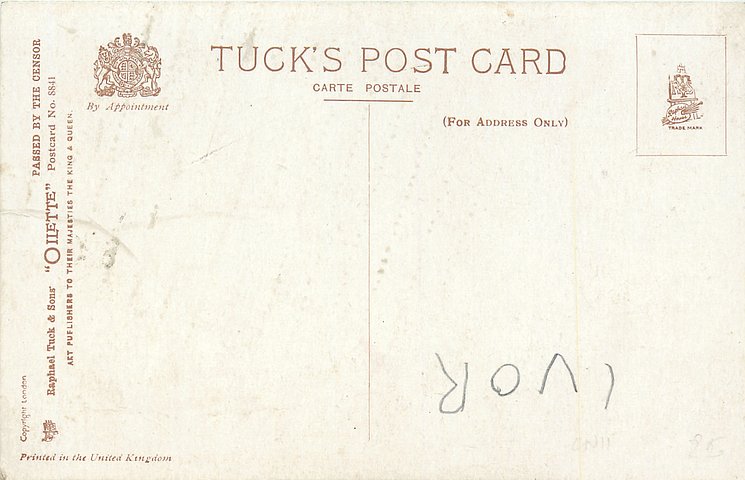 TUCK'S POST CARD
CARTE POSTALE
(FOR ADDRESS ONLY)
By Appointment
PASSED BY THE CENSOR
Raphael Tuck & Sons' "OILETTE" Postcard No. 8841
ART PUBLISHERS TO THEIR MAJESTIES THE KING & QUEEN.
Copyright London
Printed in the United Kingdom
TRADE MARK
IVOR